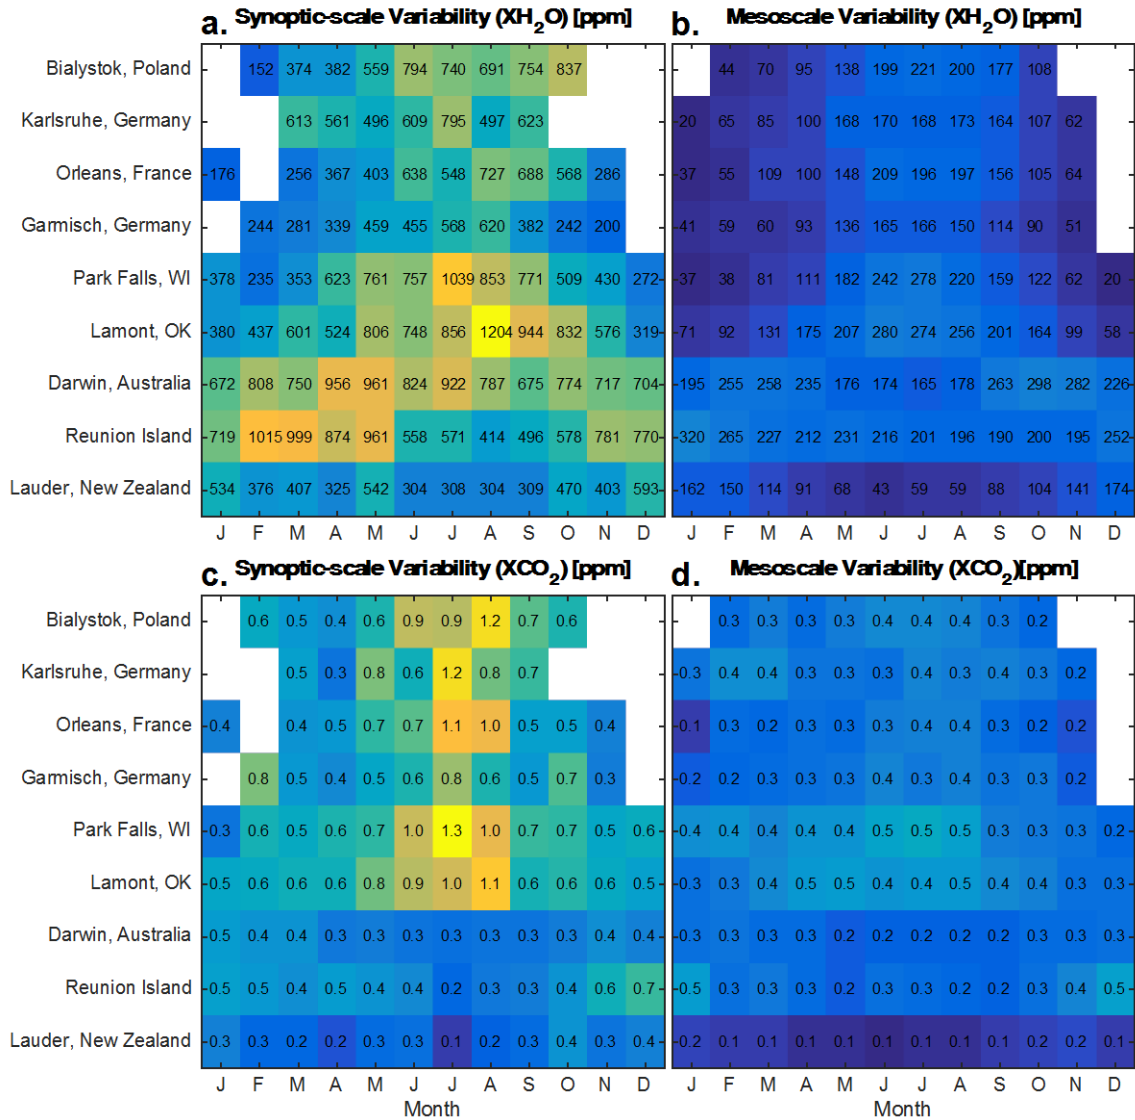 a. Synoptic-scale Variability (XH2O) [ppm]
Bialystok, Poland 152 374 382 559 794 740 691 754 837
Karlsruhe, Germany 613 561 496 609 795 497 623
Orleans, France 176 256 367 403 638 548 727 688 568 286
Garmisch, Germany 244 281 339 459 455 568 620 382 242 200
Park Falls, WI 378 235 353 623 761 757 1039 853 771 509 430 272
Lamont, OK 380 437 601 524 806 748 856 1204 944 832 576 319
Darwin, Australia 672 808 750 956 961 824 922 787 675 774 717 704
Reunion Island 719 1015 999 874 961 558 571 414 496 578 781 770
Lauder, New Zealand 534 376 407 325 542 304 308 304 309 470 403 593
J F M A M J J A S O N D
b. Mesoscale Variability (XH2O) [ppm]
44 70 95 138 199 221 200 177 108
20 65 85 100 168 170 168 173 164 107 62
37 55 109 100 148 209 196 197 156 105 64
41 59 60 93 136 165 166 150 114 90 51
37 38 81 111 182 242 278 220 159 122 62 20
71 92 131 175 207 280 274 256 201 164 99 58
195 255 258 235 176 174 165 178 263 298 282 226
320 265 227 212 231 216 201 196 190 200 195 252
162 150 114 91 68 43 59 59 88 104 141 174
J F M A M J J A S O N D
c. Synoptic-scale Variability (XCO2) [ppm]
Bialystok, Poland 0.6 0.5 0.4 0.6 0.9 0.9 1.2 0.7 0.6
Karlsruhe, Germany 0.5 0.3 0.8 0.6 1.2 0.8 0.7
Orleans, France 0.4 0.4 0.5 0.7 0.7 1.1 1.0 0.5 0.5 0.4
Garmisch, Germany 0.8 0.5 0.4 0.5 0.6 0.8 0.6 0.5 0.7 0.3
Park Falls, WI 0.3 0.6 0.5 0.6 0.7 1.0 1.3 1.0 0.7 0.7 0.5 0.6
Lamont, OK 0.5 0.6 0.6 0.6 0.8 0.9 1.0 1.1 0.6 0.6 0.6 0.5
Darwin, Australia 0.5 0.4 0.4 0.3 0.3 0.3 0.3 0.3 0.3 0.3 0.4 0.4
Reunion Island 0.5 0.5 0.4 0.5 0.4 0.4 0.2 0.3 0.3 0.4 0.6 0.7
Lauder, New Zealand 0.3 0.3 0.2 0.2 0.3 0.3 0.1 0.2 0.3 0.4 0.3 0.4
J F M A M J J A S O N D
Month
d. Mesoscale Variability (XCO2)[ppm]
0.3 0.3 0.3 0.3 0.4 0.4 0.4 0.3 0.2
0.3 0.4 0.4 0.3 0.3 0.3 0.4 0.3 0.4 0.3 0.2
0.1 0.3 0.2 0.3 0.3 0.3 0.4 0.4 0.3 0.2 0.2
0.2 0.2 0.3 0.3 0.3 0.4 0.3 0.4 0.3 0.3 0.2
0.4 0.4 0.4 0.4 0.4 0.5 0.5 0.5 0.3 0.3 0.3 0.2
0.3 0.3 0.4 0.5 0.5 0.4 0.4 0.5 0.4 0.4 0.3 0.3
0.3 0.3 0.3 0.3 0.2 0.2 0.2 0.2 0.2 0.3 0.3 0.3
0.5 0.3 0.3 0.3 0.2 0.3 0.3 0.2 0.2 0.3 0.4 0.5
0.2 0.1 0.1 0.1 0.1 0.1 0.1 0.1 0.2 0.2 0.2 0.1
J F M A M J J A S O N D
Month